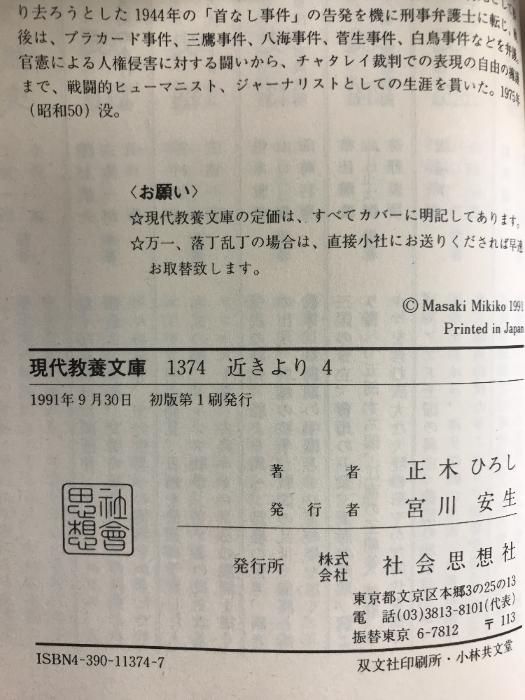 り去ろうとした1944年の「首なし事件」の告発を機に刑事弁護士に転じ、
後は、プラカード事件、三鷹事件、八海事件、菅生事件、白鳥事件などを弁護。
官憲による人権侵害に対する闘いから、チャタレイ裁判での表現の自由の擁護
まで、戦闘的ヒューマニスト、ジャーナリストとしての生涯を貫いた。1975年
（昭和50）没。
〈お願い〉
☆現代教養文庫の定価は、すべてカバーに明記してあります。
☆万一、落丁乱丁の場合は、直接小社にお送りくだされば早速
お取替致します。
© Masaki Mikiko 1991
Printed in Japan
現代教養文庫 1374 近きより 4
1991年9月30日 初版第1刷発行
著者 正木ひろし
発行者 宮川安生
発行所 株式会社 社会思想社
東京都文京区本郷3の25の13
電話(03)3813-8101(代表)
振替東京 6-7812 〒113
社會思想
ISBN4-390-11374-7
双文社印刷所・小林共文堂